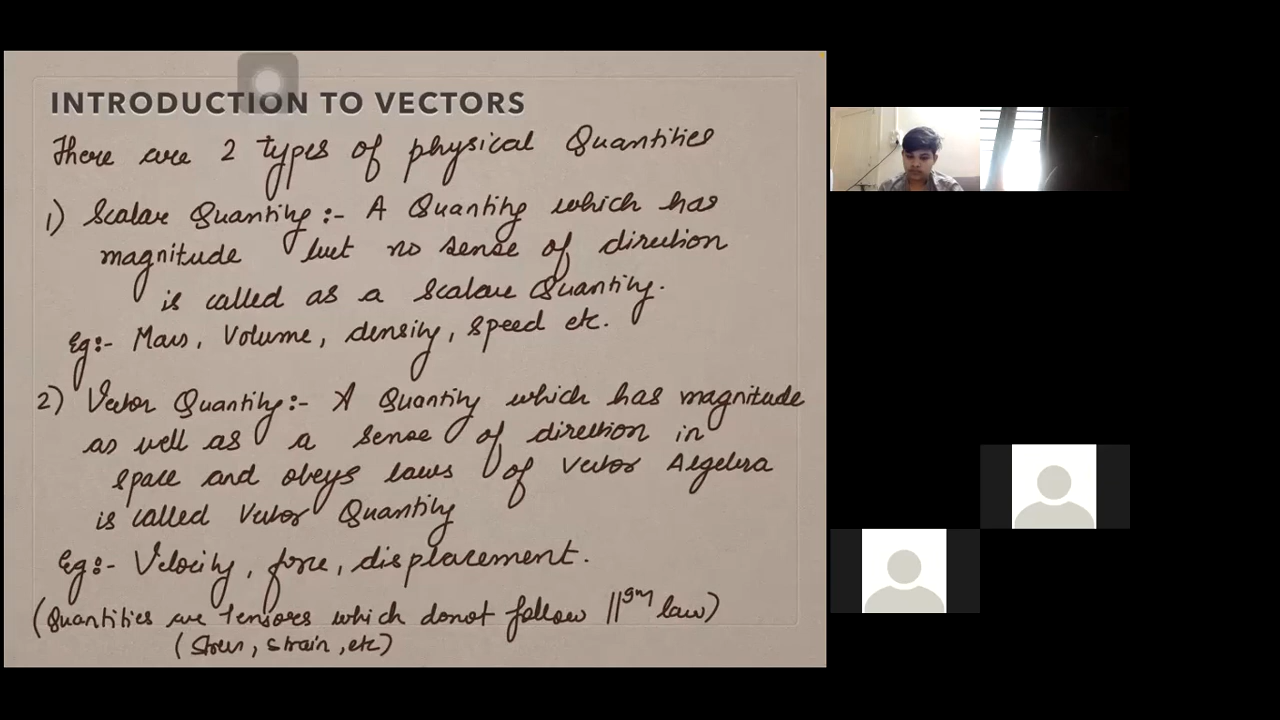 INTRODUCTION TO VECTORS
There are 2 types of physical Quantities
1) Scalar Quantity :- A Quantity which has
magnitude but no sense of direction
is called as a Scalar Quantity.
Eg:- Mass, Volume, density, speed etc.
2) Vector Quantity:- A Quantity which has magnitude
as well as a sense of direction in
space and obeys laws of Vector Algebra
is called Vector Quantity
Eg:- Velocity, force, displacement.
(Quantities are Tensors which donot follow ||gm law)
(Stress, strain, etc)